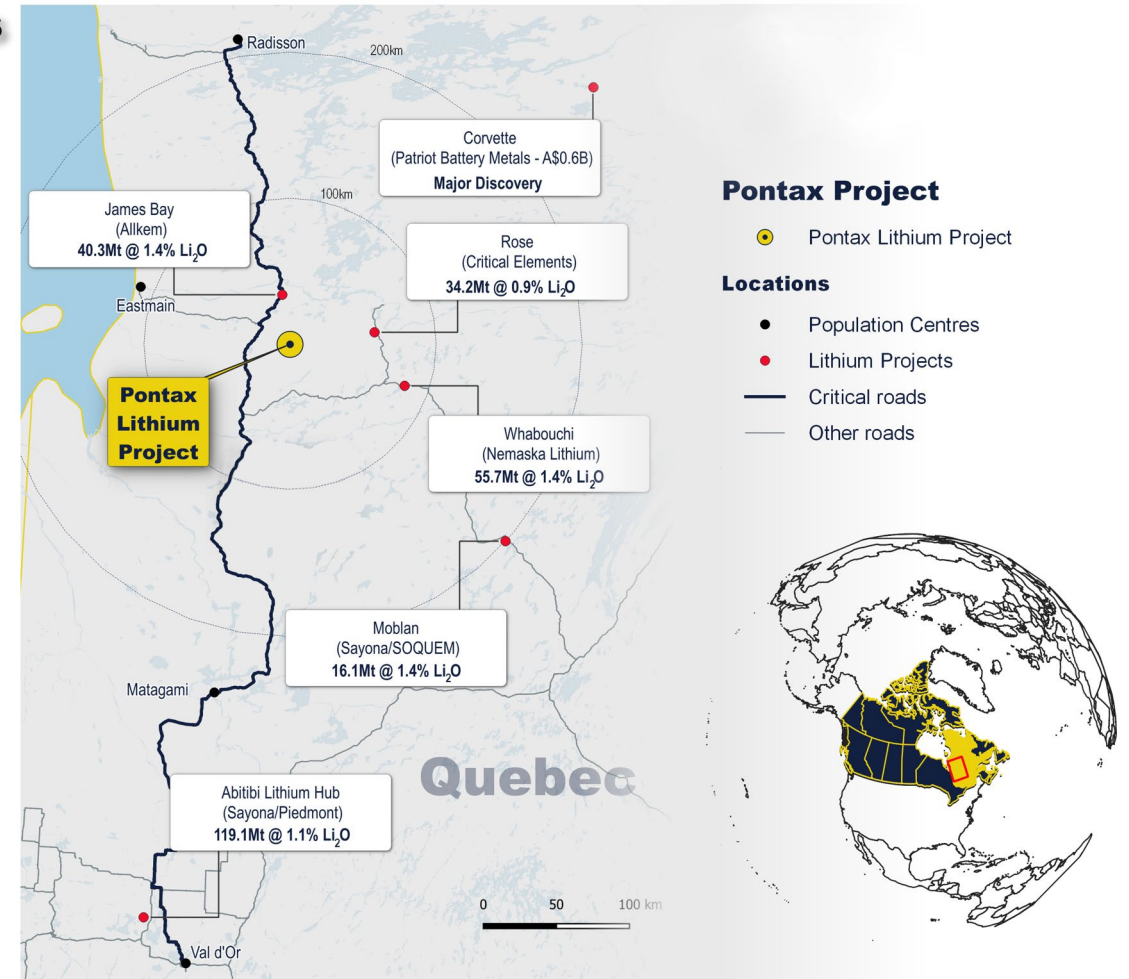 Radisson
200km
Corvette
(Patriot Battery Metals - A$0.6B)
Major Discovery
100km
James Bay
(Allkem)
40.3Mt @ 1.4% Li₂O
Rose
(Critical Elements)
34.2Mt @ 0.9% Li₂O
Eastmain
Pontax
Lithium
Project
Whabouchi
(Nemaska Lithium)
55.7Mt @ 1.4% Li₂O
Moblan
(Sayona/SOQUEM)
16.1Mt @ 1.4% Li₂O
Matagami
Quebec
Abitibi Lithium Hub
(Sayona/Piedmont)
119.1Mt @ 1.1% Li₂O
0 50 100 km
Val d'Or
Pontax Project
Pontax Lithium Project
Locations
Population Centres
Lithium Projects
Critical roads
Other roads